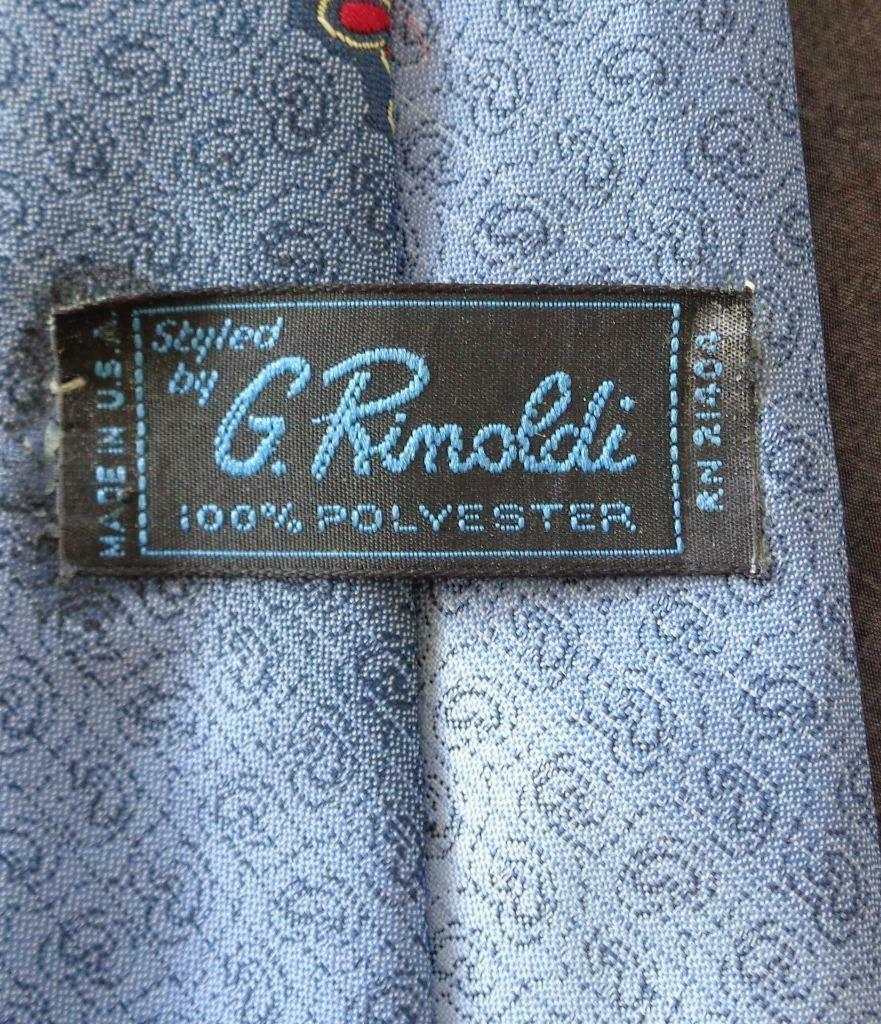 MADE IN U.S.A.
Styled
by
G. Rinoldi
100% POLYESTER
RN 21404